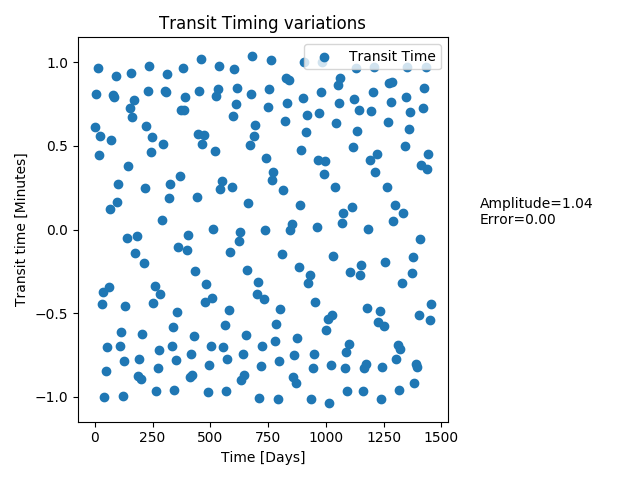 Transit Timing variations
Transit Time
1.0
0.5
0.0
−0.5
−1.0
Transit time [Minutes]
Amplitude=1.04
Error=0.00
0 250 500 750 1000 1250 1500
Time [Days]